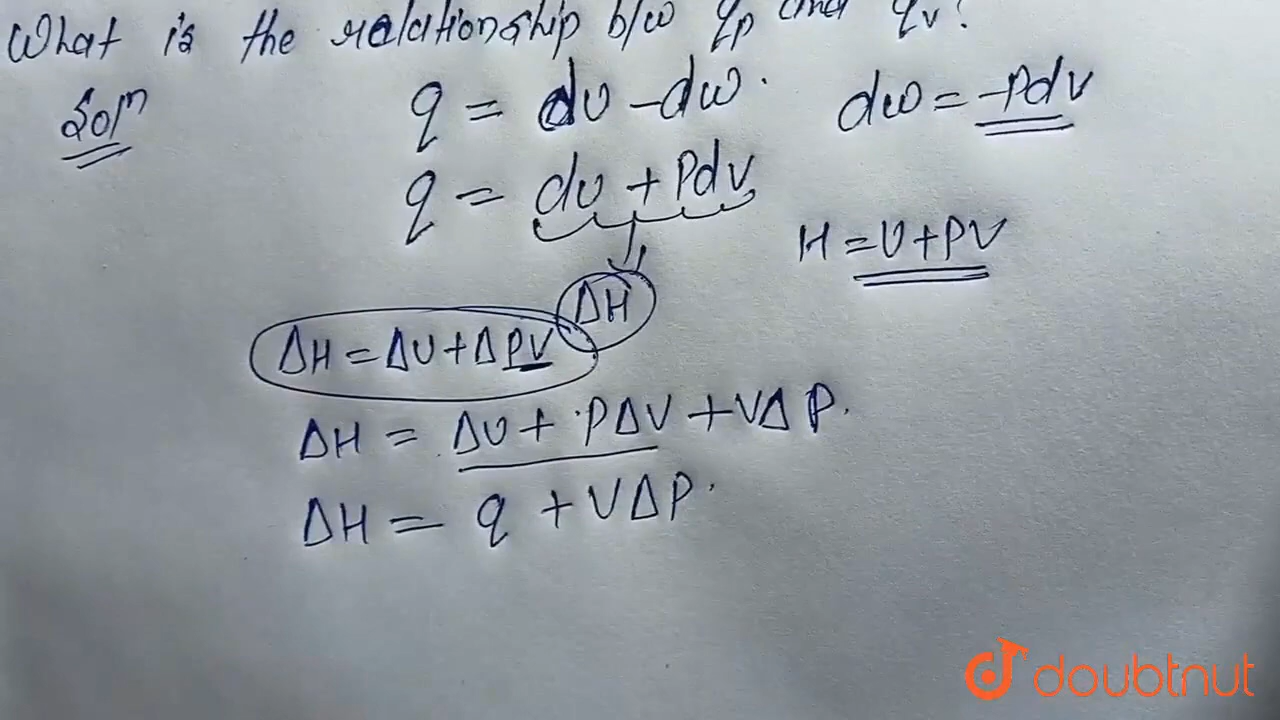 What is the relationship b/w qp and qv?
Soln
q = dU - dw. dw = -Pdv
q = dU + Pdv
H = U + PV
ΔH
ΔH = ΔU + ΔPV
ΔH = ΔU + PΔV + VΔP.
ΔH = q + VΔP.
doubtnut